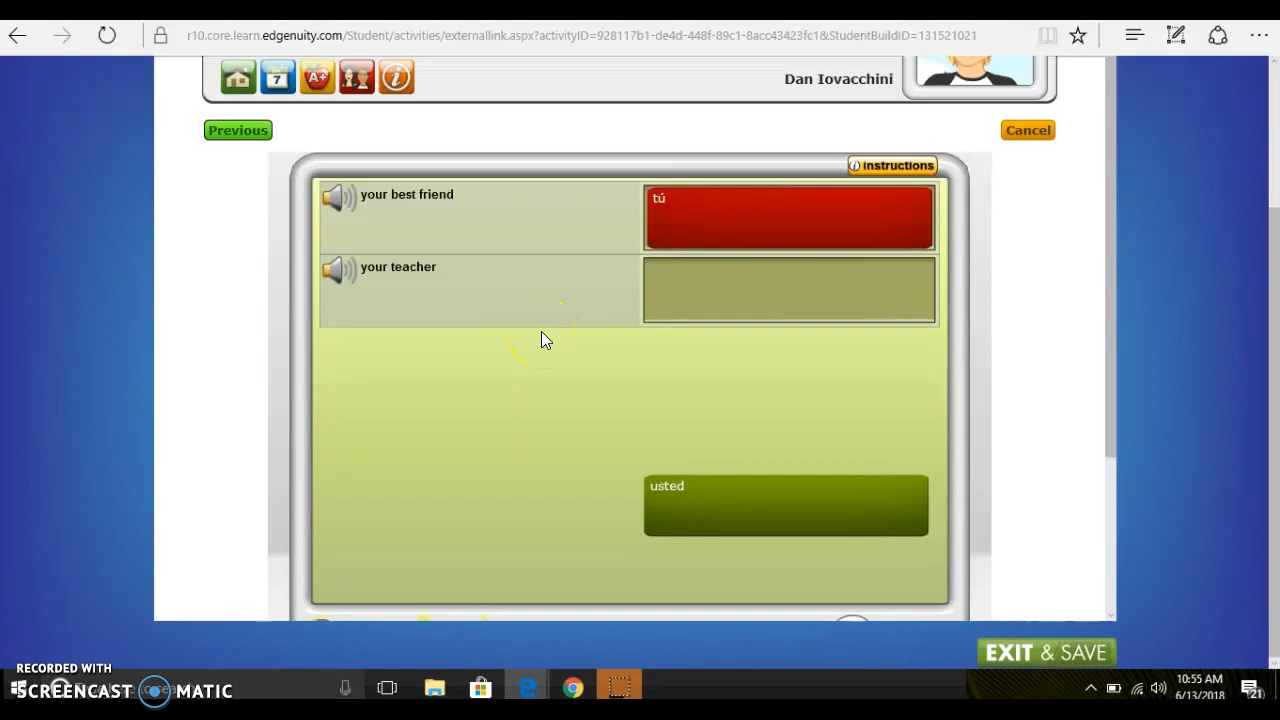 r10.core.learn.edgenuity.com/Student/activities/externallink.aspx?activityID=928117b1-de4d-448f-89c1-8acc43423fc1&StudentBuildID=131521021
7
A+
i
Dan Iovacchini
Previous
Cancel
i instructions
your best friend
tú
your teacher
usted
EXIT & SAVE
RECORDED WITH
SCREENCAST MATIC
10:55 AM
6/13/2018
21